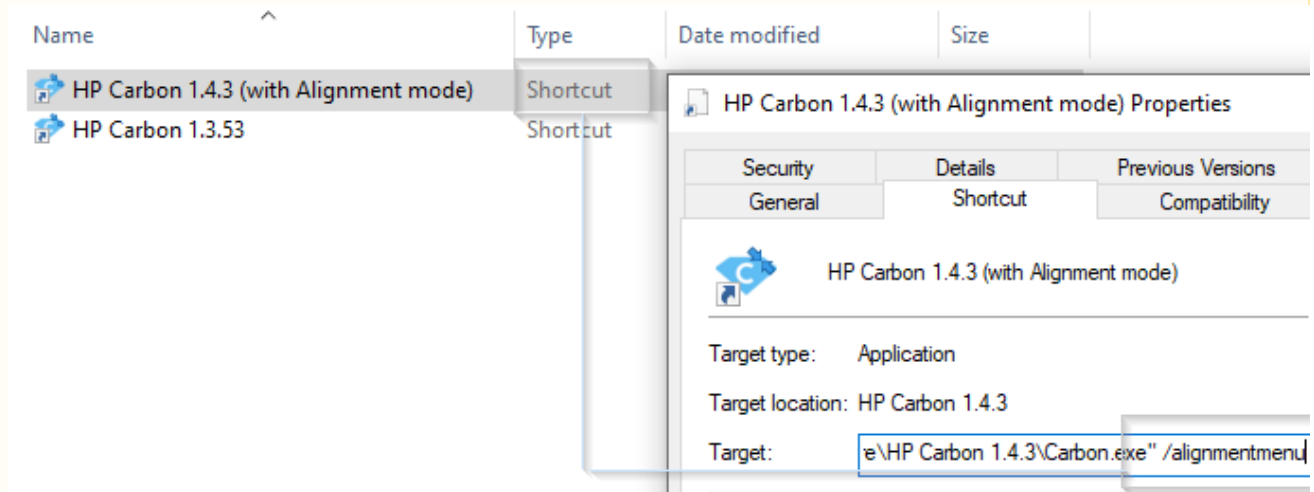 Name Type Date modified Size
HP Carbon 1.4.3 (with Alignment mode) Shortcut
HP Carbon 1.3.53 Shortcut
HP Carbon 1.4.3 (with Alignment mode) Properties
Security Details Previous Versions
General Shortcut Compatibility
C
HP Carbon 1.4.3 (with Alignment mode)
Target type: Application
Target location: HP Carbon 1.4.3
Target: e\HP Carbon 1.4.3\Carbon.exe" /alignmentmenu